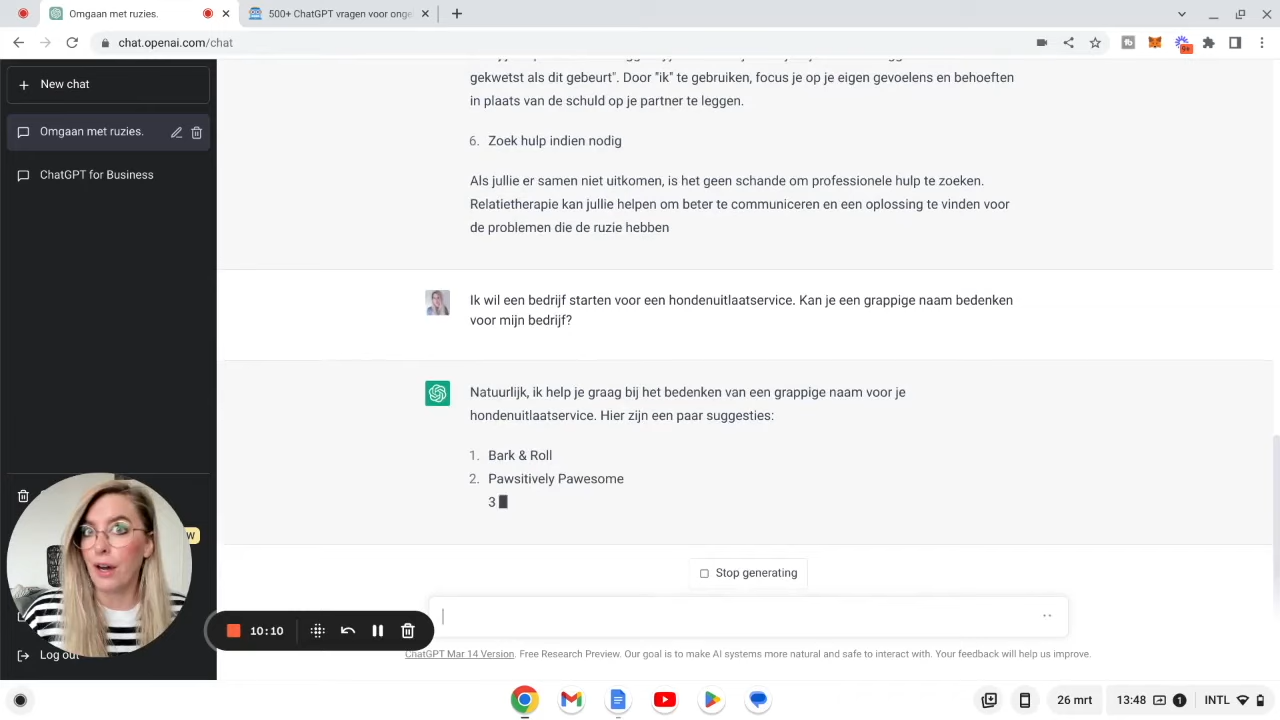 Omgaan met ruzies.
500+ ChatGPT vragen voor onge
chat.openai.com/chat
9+
New chat
gekwetst als dit gebeurt". Door "ik" te gebruiken, focus je op je eigen gevoelens en behoeften
in plaats van de schuld op je partner te leggen.
Omgaan met ruzies.
6. Zoek hulp indien nodig
ChatGPT for Business
Als jullie er samen niet uitkomen, is het geen schande om professionele hulp te zoeken.
Relatietherapie kan jullie helpen om beter te communiceren en een oplossing te vinden voor
de problemen die de ruzie hebben
Ik wil een bedrijf starten voor een hondenuitlaatservice. Kan je een grappige naam bedenken
voor mijn bedrijf?
Natuurlijk, ik help je graag bij het bedenken van een grappige naam voor je
hondenuitlaatservice. Hier zijn een paar suggesties:
1. Bark & Roll
2. Pawsitively Pawesome
3
W
Stop generating
10:10
Log out
ChatGPT Mar 14 Version. Free Research Preview. Our goal is to make AI systems more natural and safe to interact with. Your feedback will help us improve.
26 mrt
13:48
1
INTL